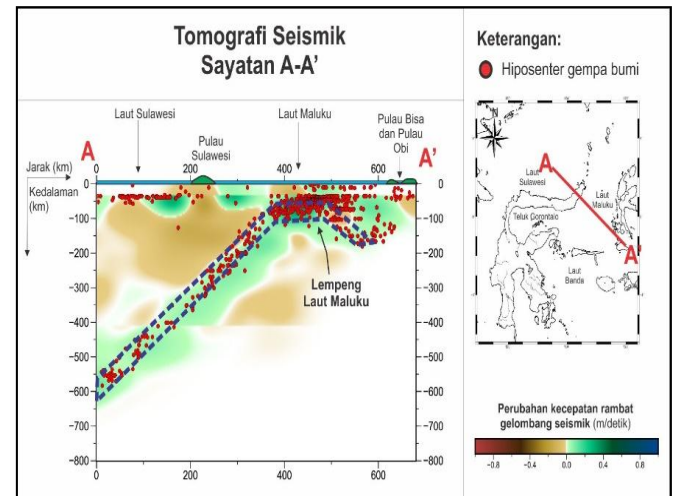 Tomografi Seismik
Sayatan A-A'
Laut Sulawesi
Laut Maluku
Pulau Sulawesi
Pulau Bisa
dan Pulau
Obi
A
A'
Jarak (km)
Kedalaman
(km)
0
200
400
600
0
-100
-200
-300
-400
-500
-600
-700
-800
0
-100
-200
-300
-400
-500
-600
-700
-800
0
200
400
600
Lempeng
Laut Maluku
Keterangan:
Hiposenter gempa bumi
N
A
Laut
Sulawesi
Laut
Maluku
Teluk Gorontalo
A'
Laut
Banda
Perubahan kecepatan rambat
gelombang seismik (m/detik)
-0.8
-0.4
0.0
0.4
0.8